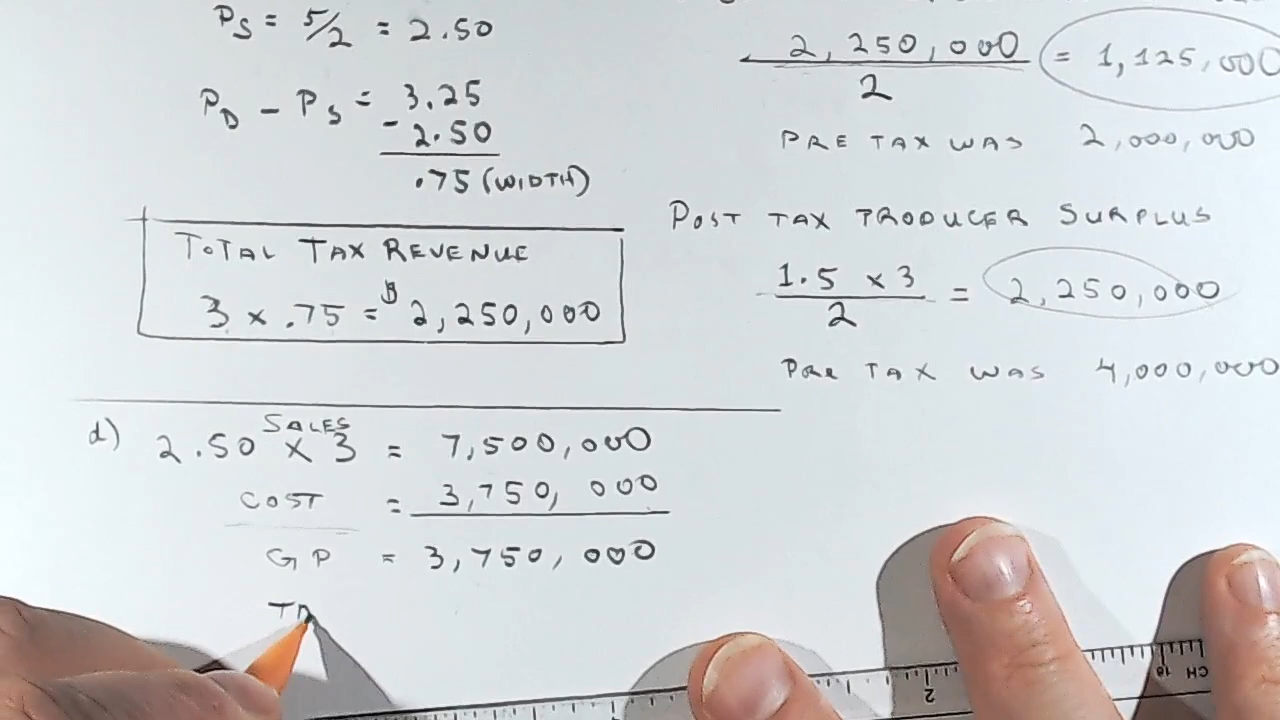 PS = 5/2 = 2.50
PD - PS = 3.25
- 2.50
.75 (WIDTH)
TOTAL TAX REVENUE
3 x .75 = $ 2,250,000
2,250,000 = 1,125,000
2
PRE TAX WAS 2,000,000
POST TAX PRODUCER SURPLUS
1.5 x 3 = 2,250,000
2
PRE TAX WAS 4,000,000
d) SALES
2.50 x 3 = 7,500,000
COST = 3,750,000
GP = 3,750,000
2
CH 10